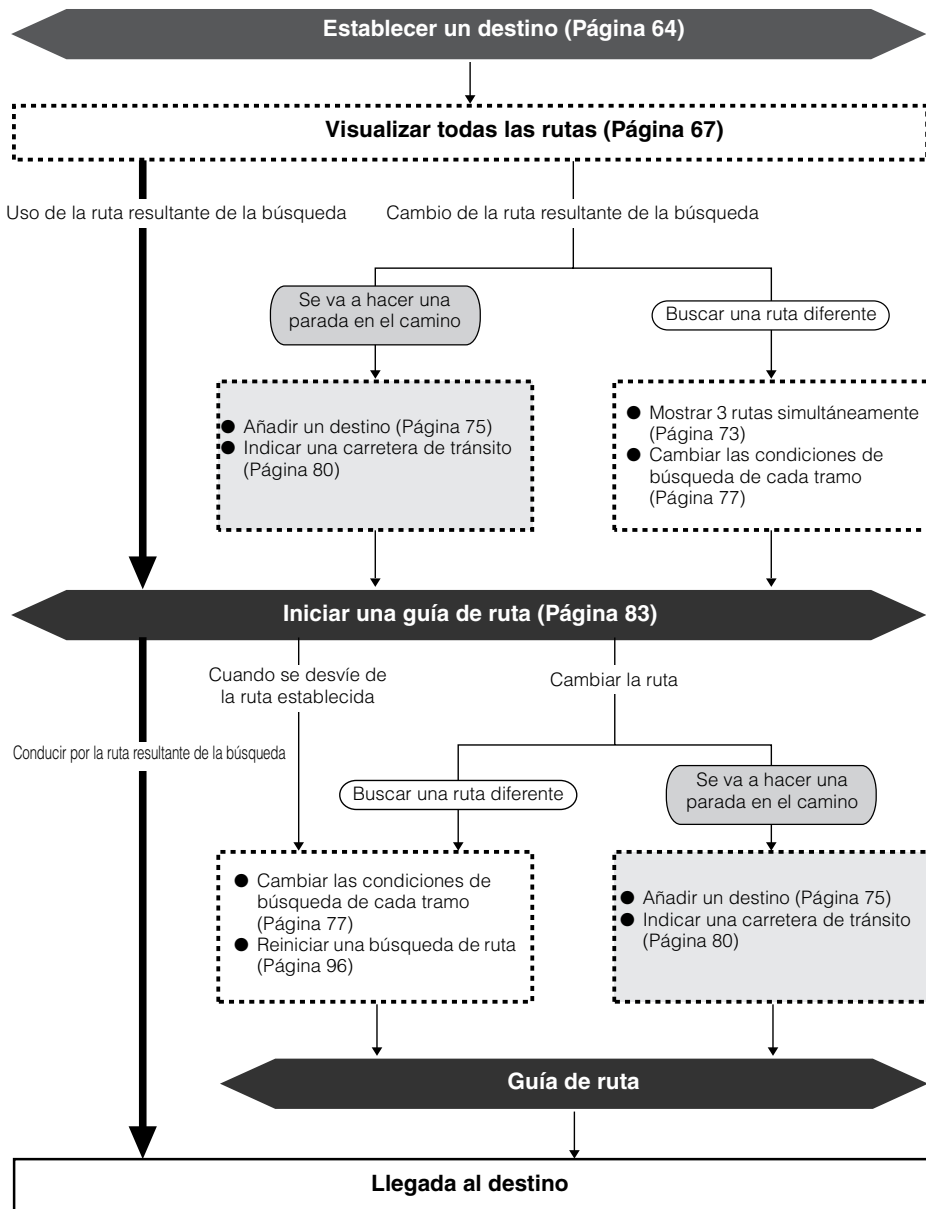 Establecer un destino (Página 64)
Visualizar todas las rutas (Página 67)
Uso de la ruta resultante de la búsqueda
Cambio de la ruta resultante de la búsqueda
Se va a hacer una
parada en el camino
Buscar una ruta diferente
● Añadir un destino (Página 75)
● Indicar una carretera de tránsito
(Página 80)
● Mostrar 3 rutas simultáneamente
(Página 73)
● Cambiar las condiciones de
búsqueda de cada tramo
(Página 77)
Iniciar una guía de ruta (Página 83)
Cuando se desvíe de
la ruta establecida
Cambiar la ruta
Conducir por la ruta resultante de la búsqueda
Buscar una ruta diferente
Se va a hacer una
parada en el camino
● Cambiar las condiciones de
búsqueda de cada tramo
(Página 77)
● Reiniciar una búsqueda de ruta
(Página 96)
● Añadir un destino (Página 75)
● Indicar una carretera de tránsito
(Página 80)
Guía de ruta
Llegada al destino